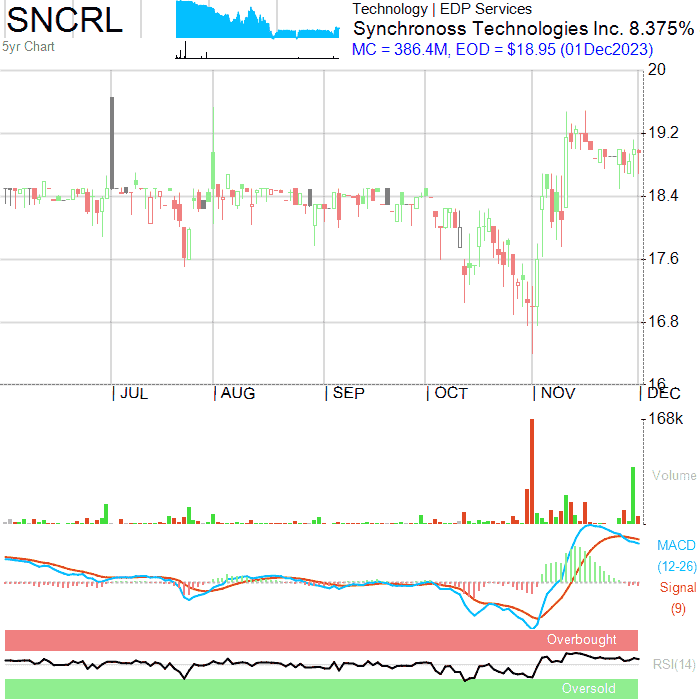 SNCRL
5yr Chart
Technology | EDP Services
Synchronoss Technologies Inc. 8.375%
MC = 386.4M, EOD = $18.95 (01Dec2023)
20
19.2
18.4
17.6
16.8
16
JUL AUG SEP OCT NOV DEC
168k
Volume
MACD
(12-26)
Signal
(9)
Overbought
RSI(14)
Oversold